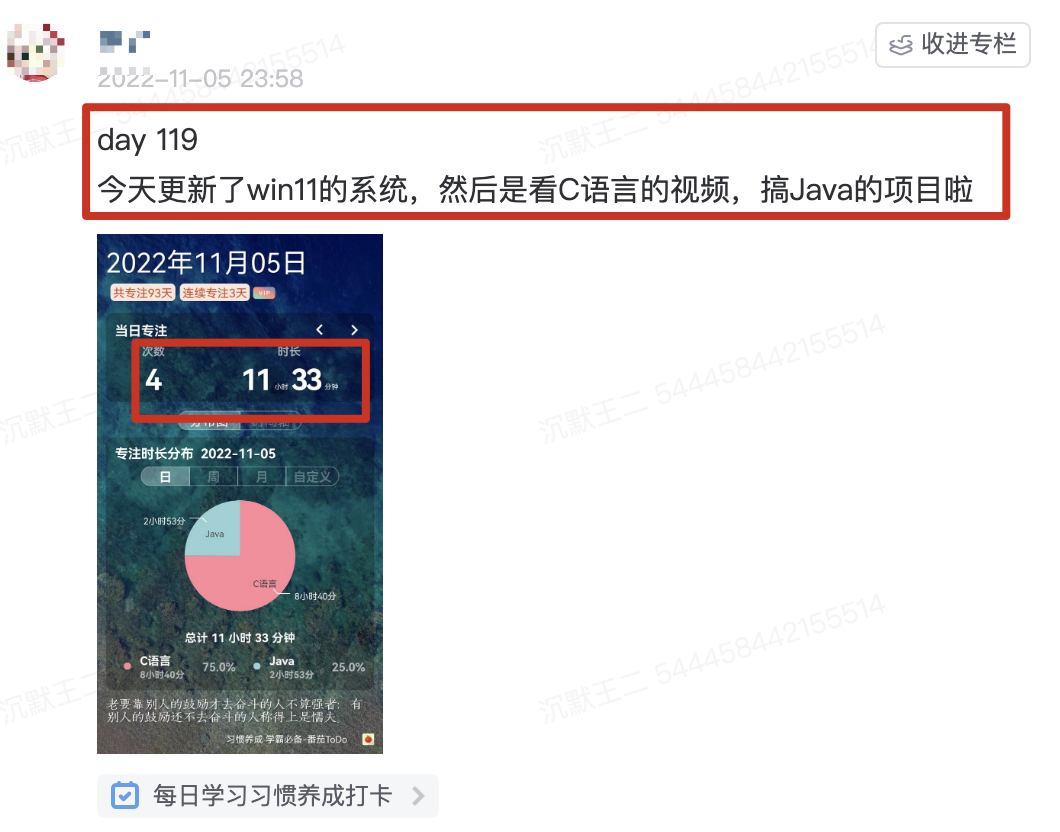 收进专栏
2022-11-05 23:58
day 119
今天更新了win11的系统，然后是看C语言的视频，搞Java的项目啦
2022年11月05日
共专注93天 连续专注3天 VIP
当日专注
次数 时长
4 11 小时 33 分钟
分布图
专注时长分布 2022-11-05
日 周 月 自定义
2小时53分
Java
C语言
8小时40分
总计 11 小时 33 分钟
C语言 75.0% Java 25.0%
8小时40分 2小时53分
老要靠别人的鼓励才去奋斗的人不算强者；有
别人的鼓励还不去奋斗的人称得上是懦夫
习惯养成·学霸必备-番茄ToDo
每日学习习惯养成打卡
沉默王二 544458442155514